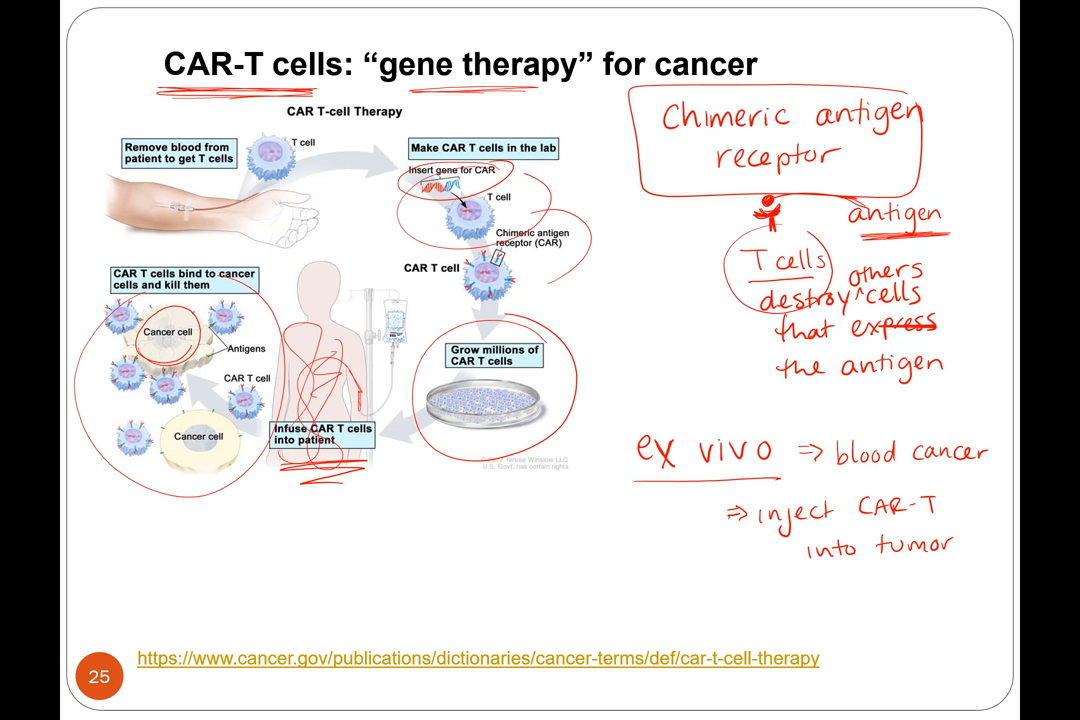 CAR-T cells: “gene therapy” for cancer
CAR T-cell Therapy
Remove blood from
patient to get T cells
T cell
Make CAR T cells in the lab
Insert gene for CAR
T cell
Chimeric antigen
receptor (CAR)
CAR T cell
CAR T cells bind to cancer
cells and kill them
Cancer cell
Antigens
CAR T cell
Cancer cell
Grow millions of
CAR T cells
Infuse CAR T cells
into patient
Terese Winslow LLC
U.S. Govt. has certain rights
Chimeric antigen
receptor
antigen
T cells
others
destroy ^ cells
that express
the antigen
ex vivo ⇒ blood cancer
⇒ inject CAR-T
into tumor
https://www.cancer.gov/publications/dictionaries/cancer-terms/def/car-t-cell-therapy
25